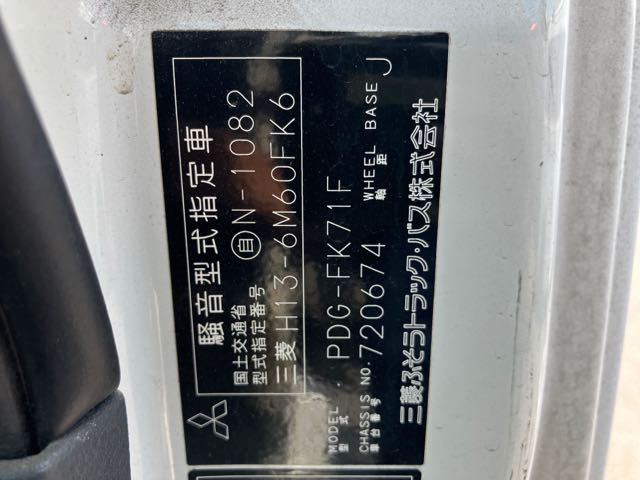 騒音型式指定車
国土交通省
型式指定番号
自 N-1082
三菱 H13-6M60FK6
MODEL
型式
PDG-FK71F
CHASSIS NO.
車台番号
720674
WHEEL BASE
軸距
J
三菱ふそうトラック・バス株式会社